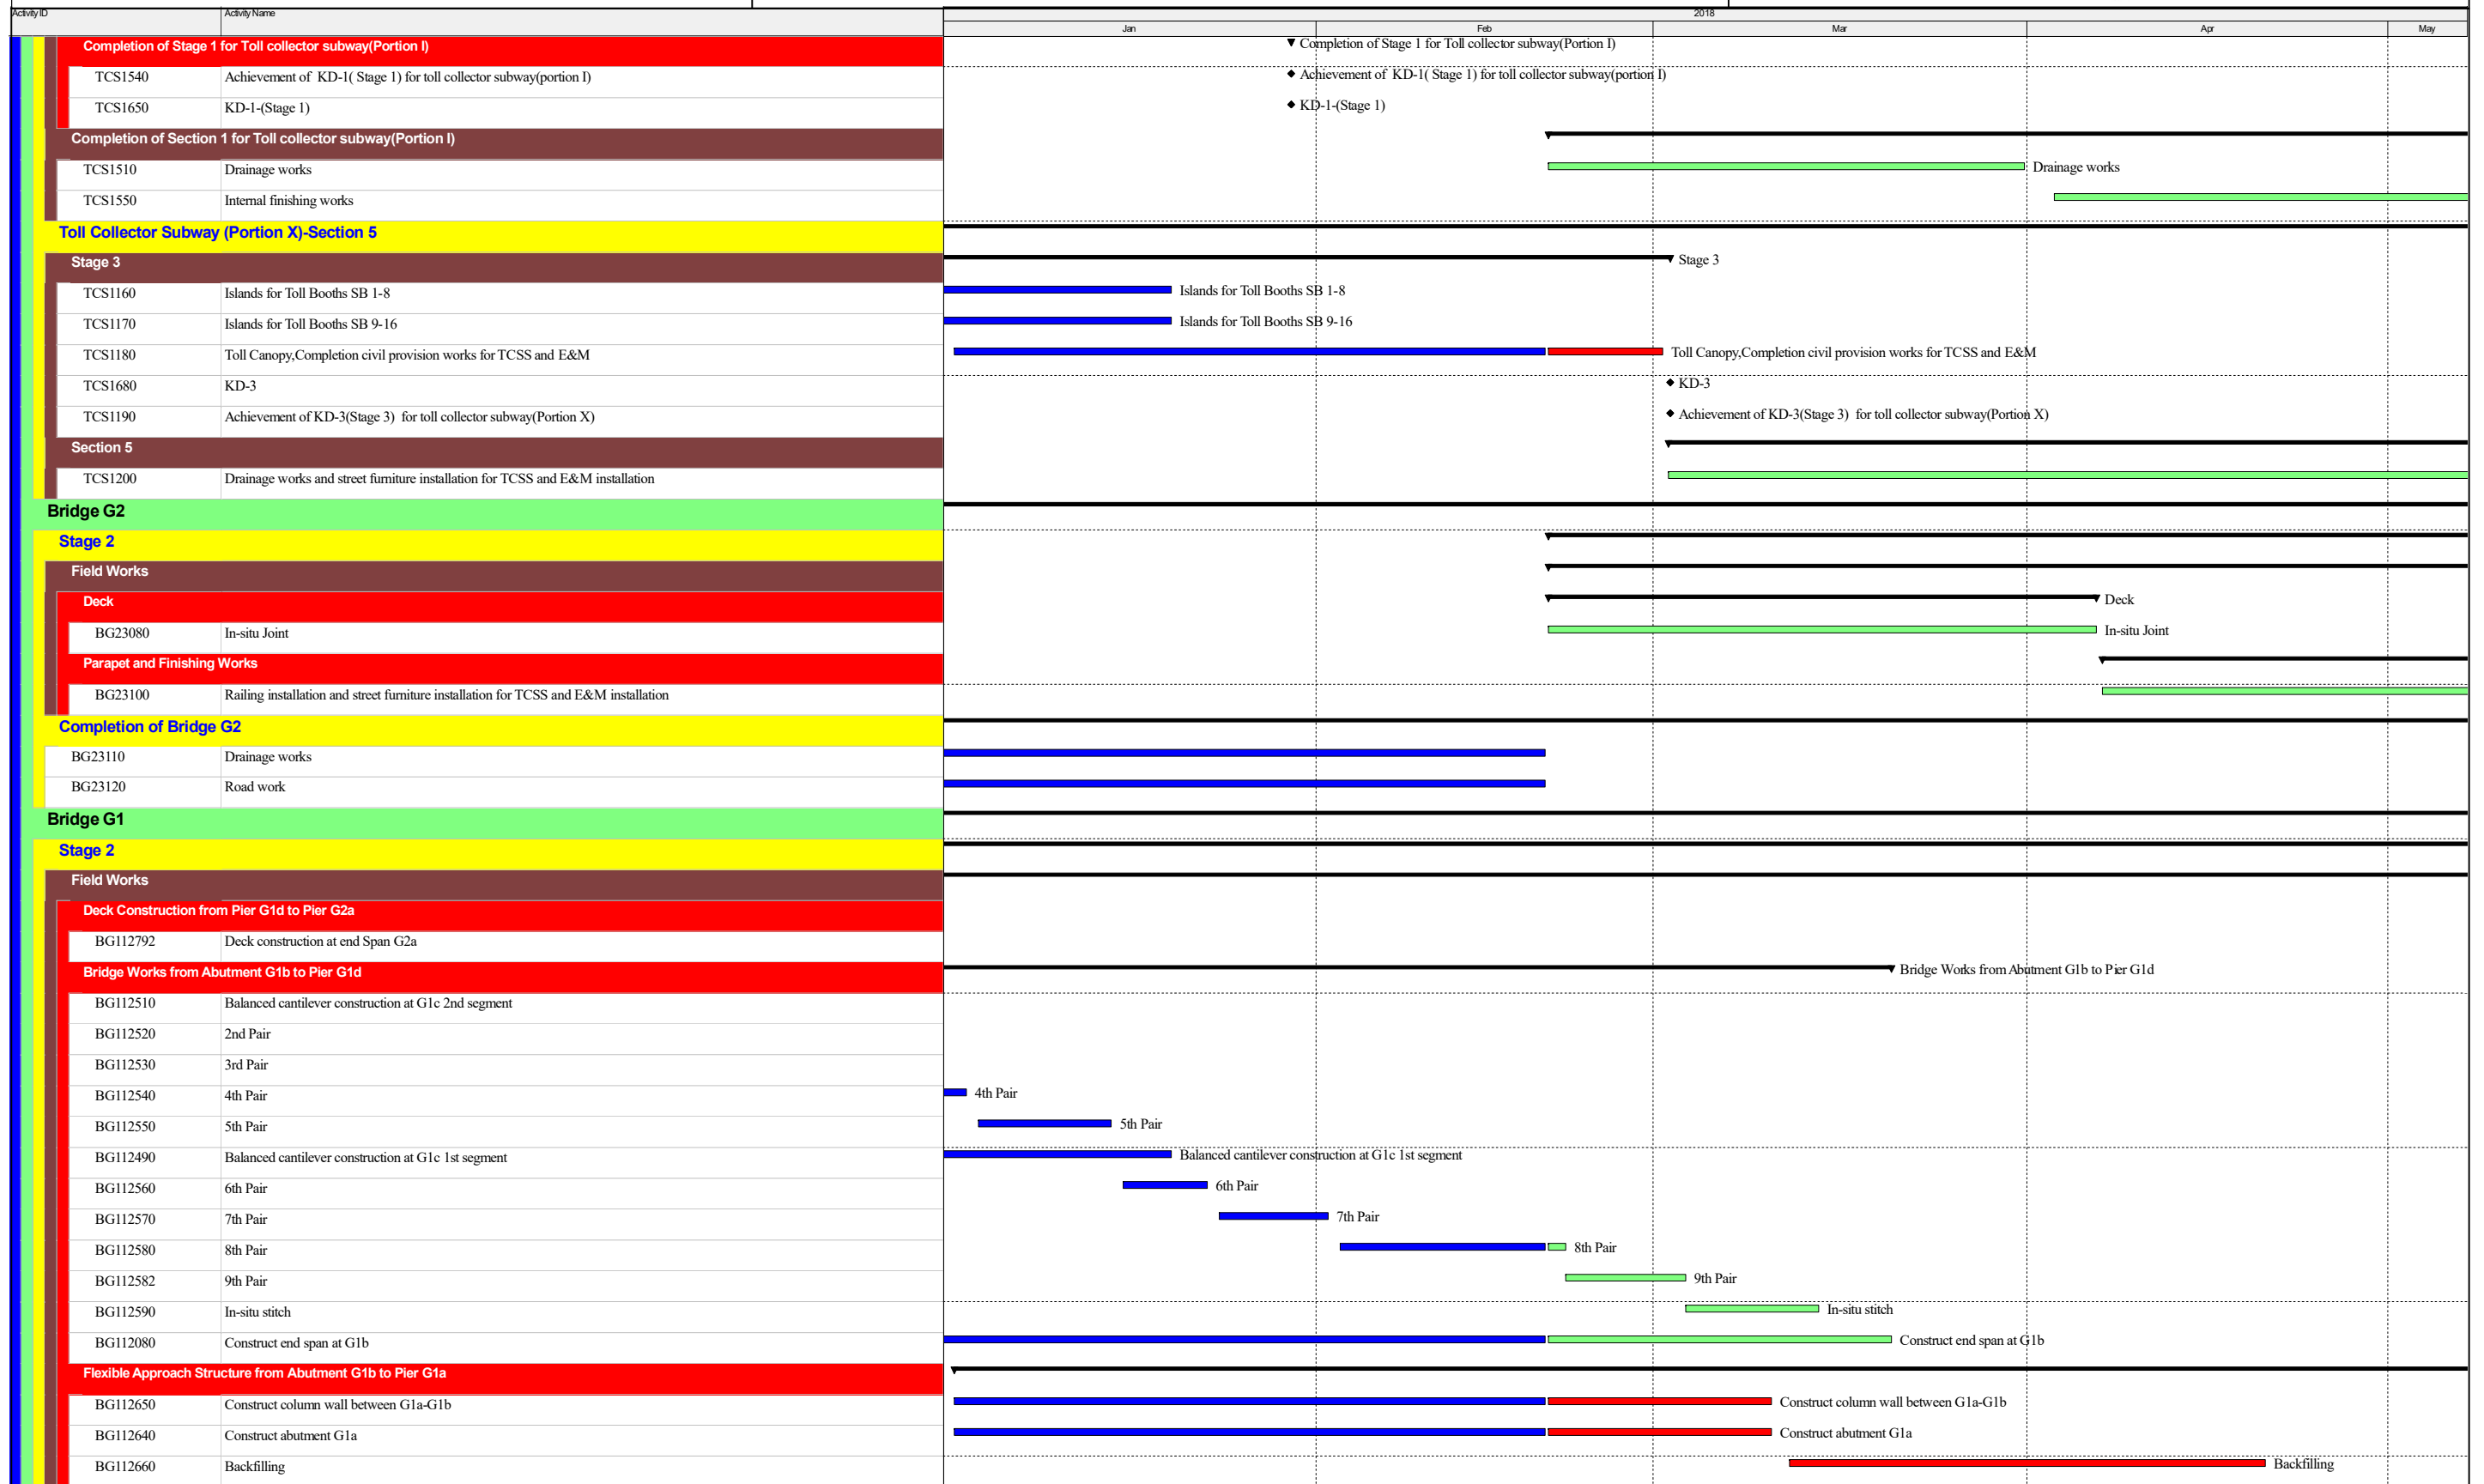 Activity ID Activity Name 2018
Jan Feb Mar Apr May
Completion of Stage 1 for Toll collector subway(Portion I) Completion of Stage 1 for Toll collector subway(Portion I)
TCS1540 Achievement of KD-1( Stage 1) for toll collector subway(portion I) Achievement of KD-1( Stage 1) for toll collector subway(portion I)
TCS1650 KD-1-(Stage 1) KD-1-(Stage 1)
Completion of Section 1 for Toll collector subway(Portion I)
TCS1510 Drainage works Drainage works
TCS1550 Internal finishing works
Toll Collector Subway (Portion X)-Section 5
Stage 3 Stage 3
TCS1160 Islands for Toll Booths SB 1-8 Islands for Toll Booths SB 1-8
TCS1170 Islands for Toll Booths SB 9-16 Islands for Toll Booths SB 9-16
TCS1180 Toll Canopy,Completion civil provision works for TCSS and E&M Toll Canopy,Completion civil provision works for TCSS and E&M
TCS1680 KD-3 KD-3
TCS1190 Achievement of KD-3(Stage 3) for toll collector subway(Portion X) Achievement of KD-3(Stage 3) for toll collector subway(Portion X)
Section 5
TCS1200 Drainage works and street furniture installation for TCSS and E&M installation
Bridge G2
Stage 2
Field Works
Deck Deck
BG23080 In-situ Joint In-situ Joint
Parapet and Finishing Works
BG23100 Railing installation and street furniture installation for TCSS and E&M installation
Completion of Bridge G2
BG23110 Drainage works
BG23120 Road work
Bridge G1
Stage 2
Field Works
Deck Construction from Pier G1d to Pier G2a
BG112792 Deck construction at end Span G2a
Bridge Works from Abutment G1b to Pier G1d Bridge Works from Abutment G1b to Pier G1d
BG112510 Balanced cantilever construction at G1c 2nd segment
BG112520 2nd Pair
BG112530 3rd Pair
BG112540 4th Pair 4th Pair
BG112550 5th Pair 5th Pair
BG112490 Balanced cantilever construction at G1c 1st segment Balanced cantilever construction at G1c 1st segment
BG112560 6th Pair 6th Pair
BG112570 7th Pair 7th Pair
BG112580 8th Pair 8th Pair
BG112582 9th Pair 9th Pair
BG112590 In-situ stitch In-situ stitch
BG112080 Construct end span at G1b Construct end span at G1b
Flexible Approach Structure from Abutment G1b to Pier G1a
BG112650 Construct column wall between G1a-G1b Construct column wall between G1a-G1b
BG112640 Construct abutment G1a Construct abutment G1a
BG112660 Backfilling Backfilling